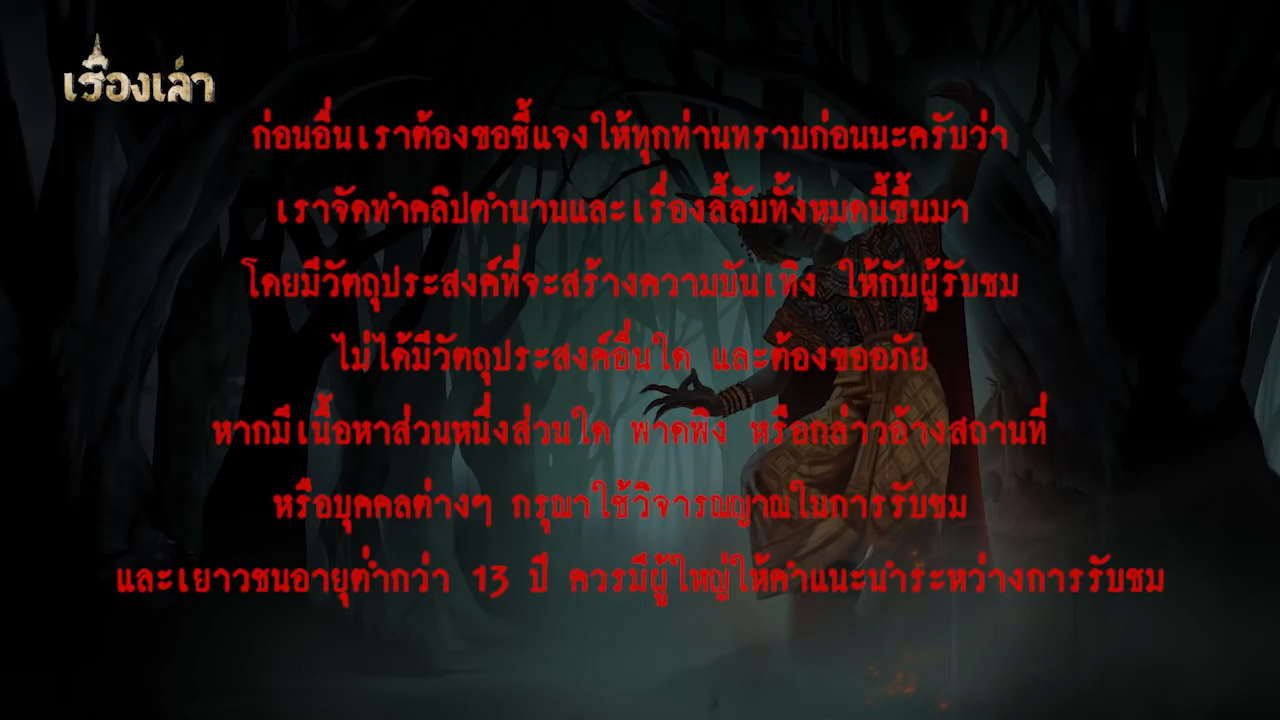 เรื่องเล่า
ก่อนอื่นเราต้องขอชี้แจงให้ทุกท่านทราบก่อนนะครับว่า
เราจัดทำคลิปตำนานและเรื่องลี้ลับทั้งหมดนี้ขึ้นมา
โดยมีวัตถุประสงค์ที่จะสร้างความบันเทิง ให้กับผู้รับชม
ไม่ได้มีวัตถุประสงค์อื่นใด และต้องขออภัย
หากมีเนื้อหาส่วนหนึ่งส่วนใด พาดพิง หรือกล่าวอ้างสถานที่
หรือบุคคลต่างๆ กรุณาใช้วิจารณญาณในการรับชม
และเยาวชนอายุต่ำกว่า 13 ปี ควรมีผู้ใหญ่ให้คำแนะนำระหว่างการรับชม